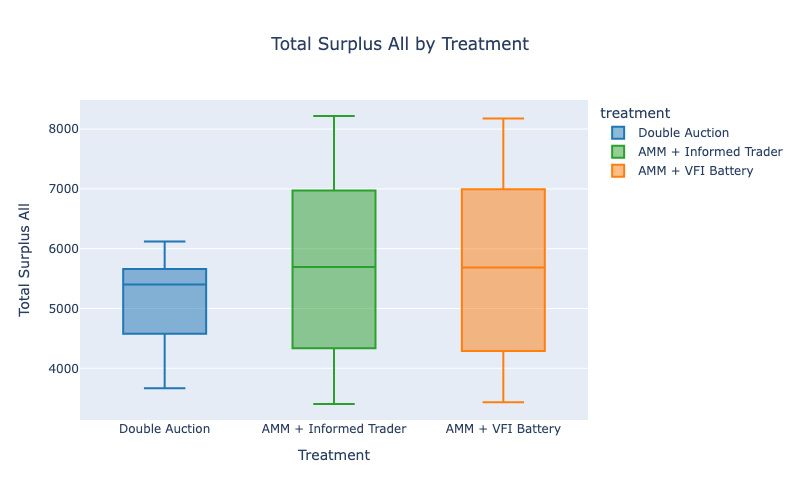 Total Surplus All by Treatment
treatment
Double Auction
AMM + Informed Trader
AMM + VFI Battery
Total Surplus All
8000
7000
6000
5000
4000
Double Auction
AMM + Informed Trader
AMM + VFI Battery
Treatment